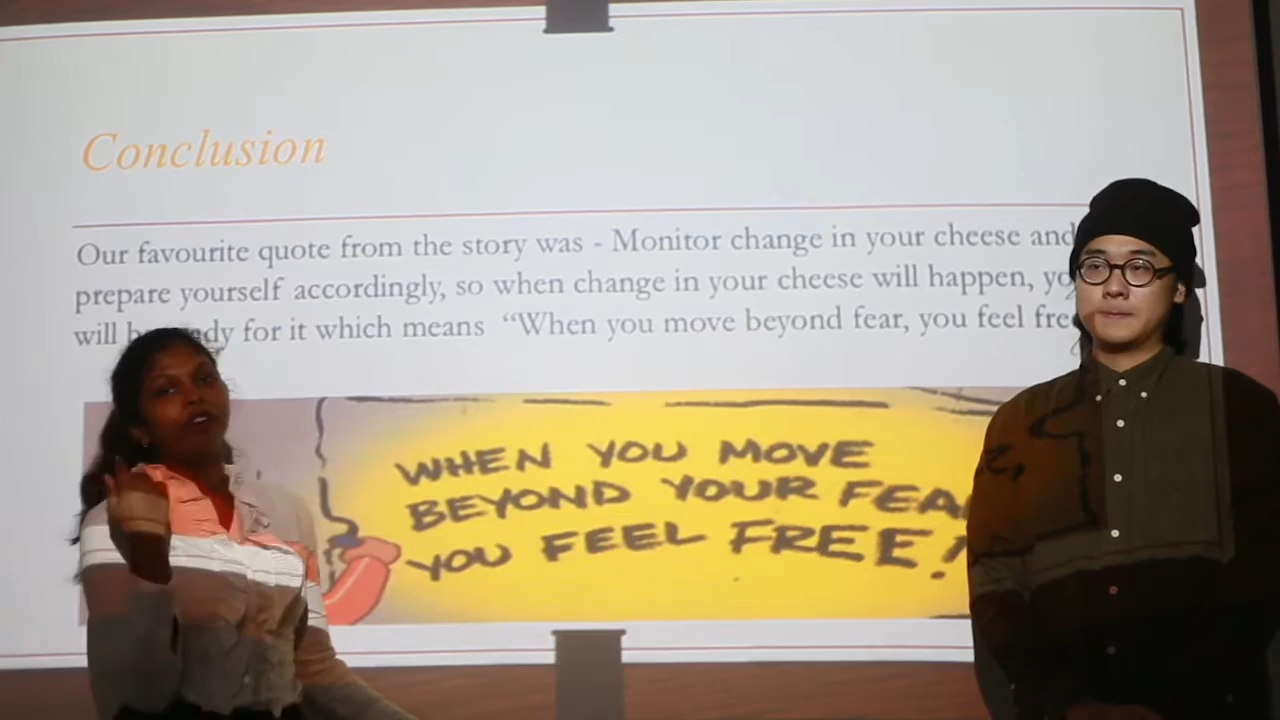 Conclusion
Our favourite quote from the story was - Monitor change in your cheese and
prepare yourself accordingly, so when change in your cheese will happen,
will for it which means “When you move beyond fear, you feel
WHEN YOU MOVE
BEYOND YOUR
YOU FEEL FREE!